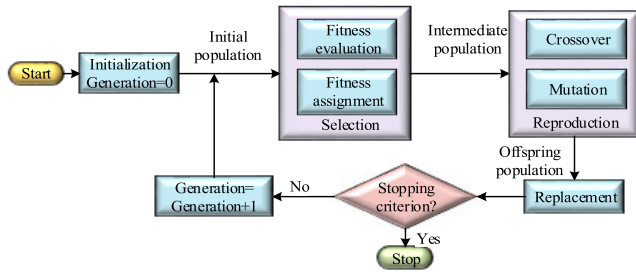 Start
Initialization
Generation=0
Initial
population
Fitness
evaluation
Fitness
assignment
Selection
Intermediate
population
Crossover
Mutation
Reproduction
Offspring
population
Replacement
Stopping
criterion?
No
Generation=
Generation+1
Yes
Stop